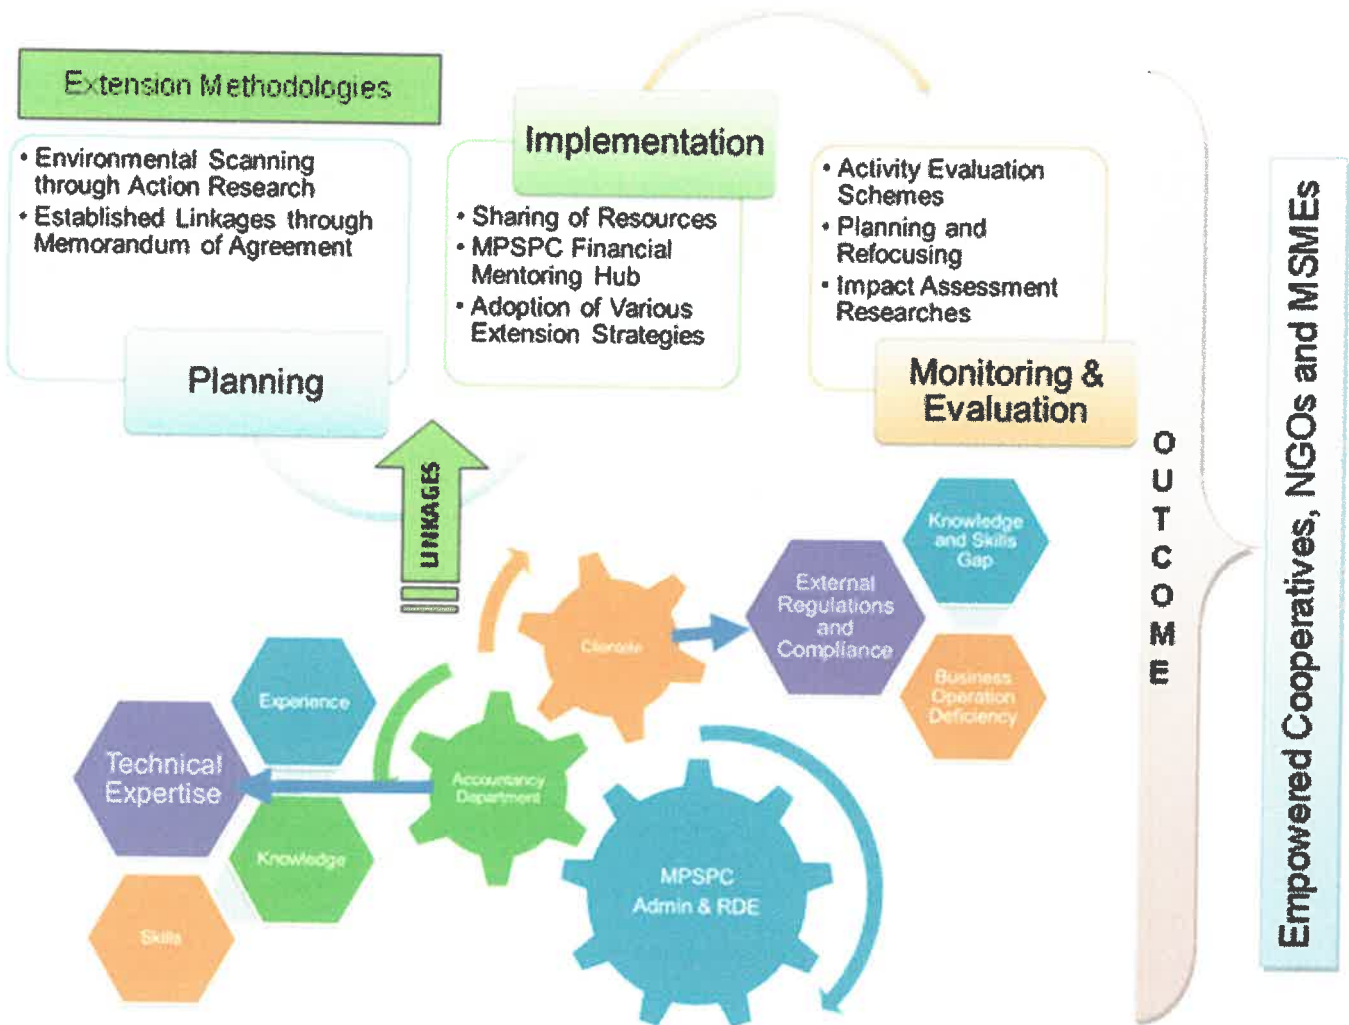 Extension Methodologies
• Environmental Scanning
through Action Research
• Established Linkages through
Memorandum of Agreement
Planning
Implementation
• Sharing of Resources
• MPSPC Financial
Mentoring Hub
• Adoption of Various
Extension Strategies
• Activity Evaluation
Schemes
• Planning and
Refocusing
• Impact Assessment
Researches
Monitoring &
Evaluation
LINKAGES
Clientele
External
Regulations
and
Compliance
Knowledge
and Skills
Gap
Business
Operation
Deficiency
Experience
Technical
Expertise
Knowledge
Skills
Accountancy
Department
MPSPC
Admin & RDE
OUTCOME
Empowered Cooperatives, NGOs and MSMEs